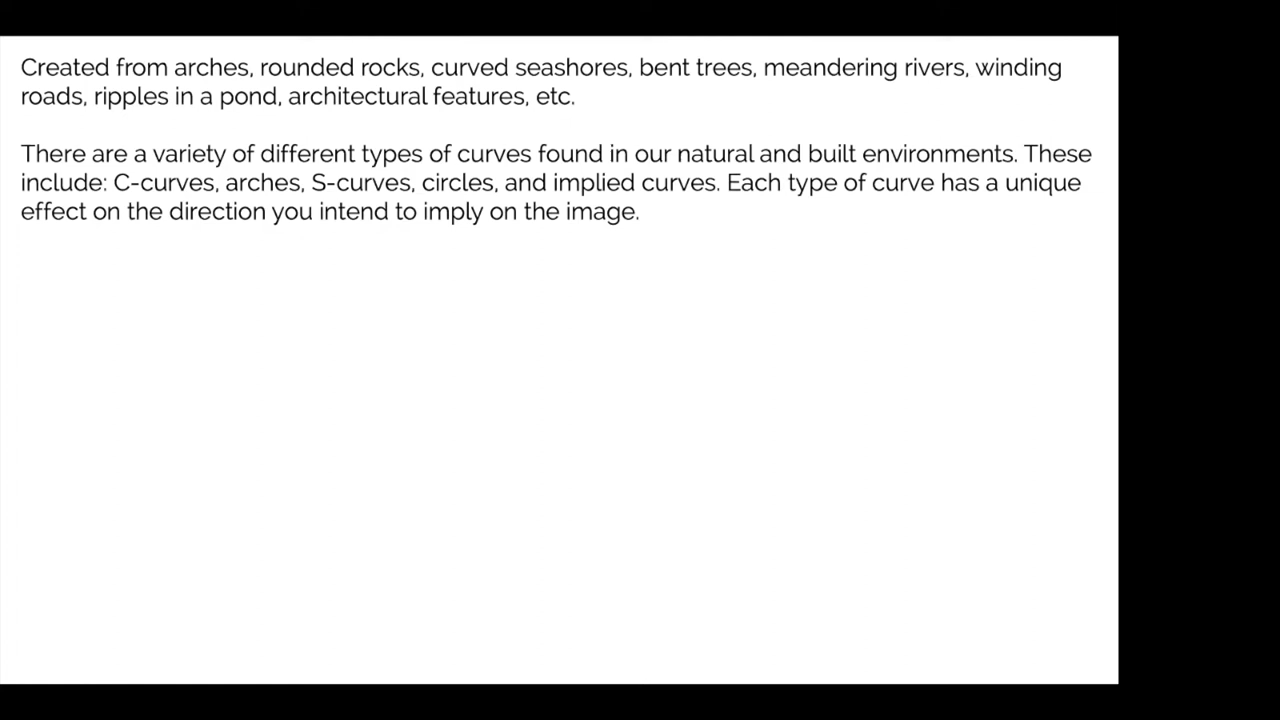 Created from arches, rounded rocks, curved seashores, bent trees, meandering rivers, winding
roads, ripples in a pond, architectural features, etc.
There are a variety of different types of curves found in our natural and built environments. These
include: C-curves, arches, S-curves, circles, and implied curves. Each type of curve has a unique
effect on the direction you intend to imply on the image.